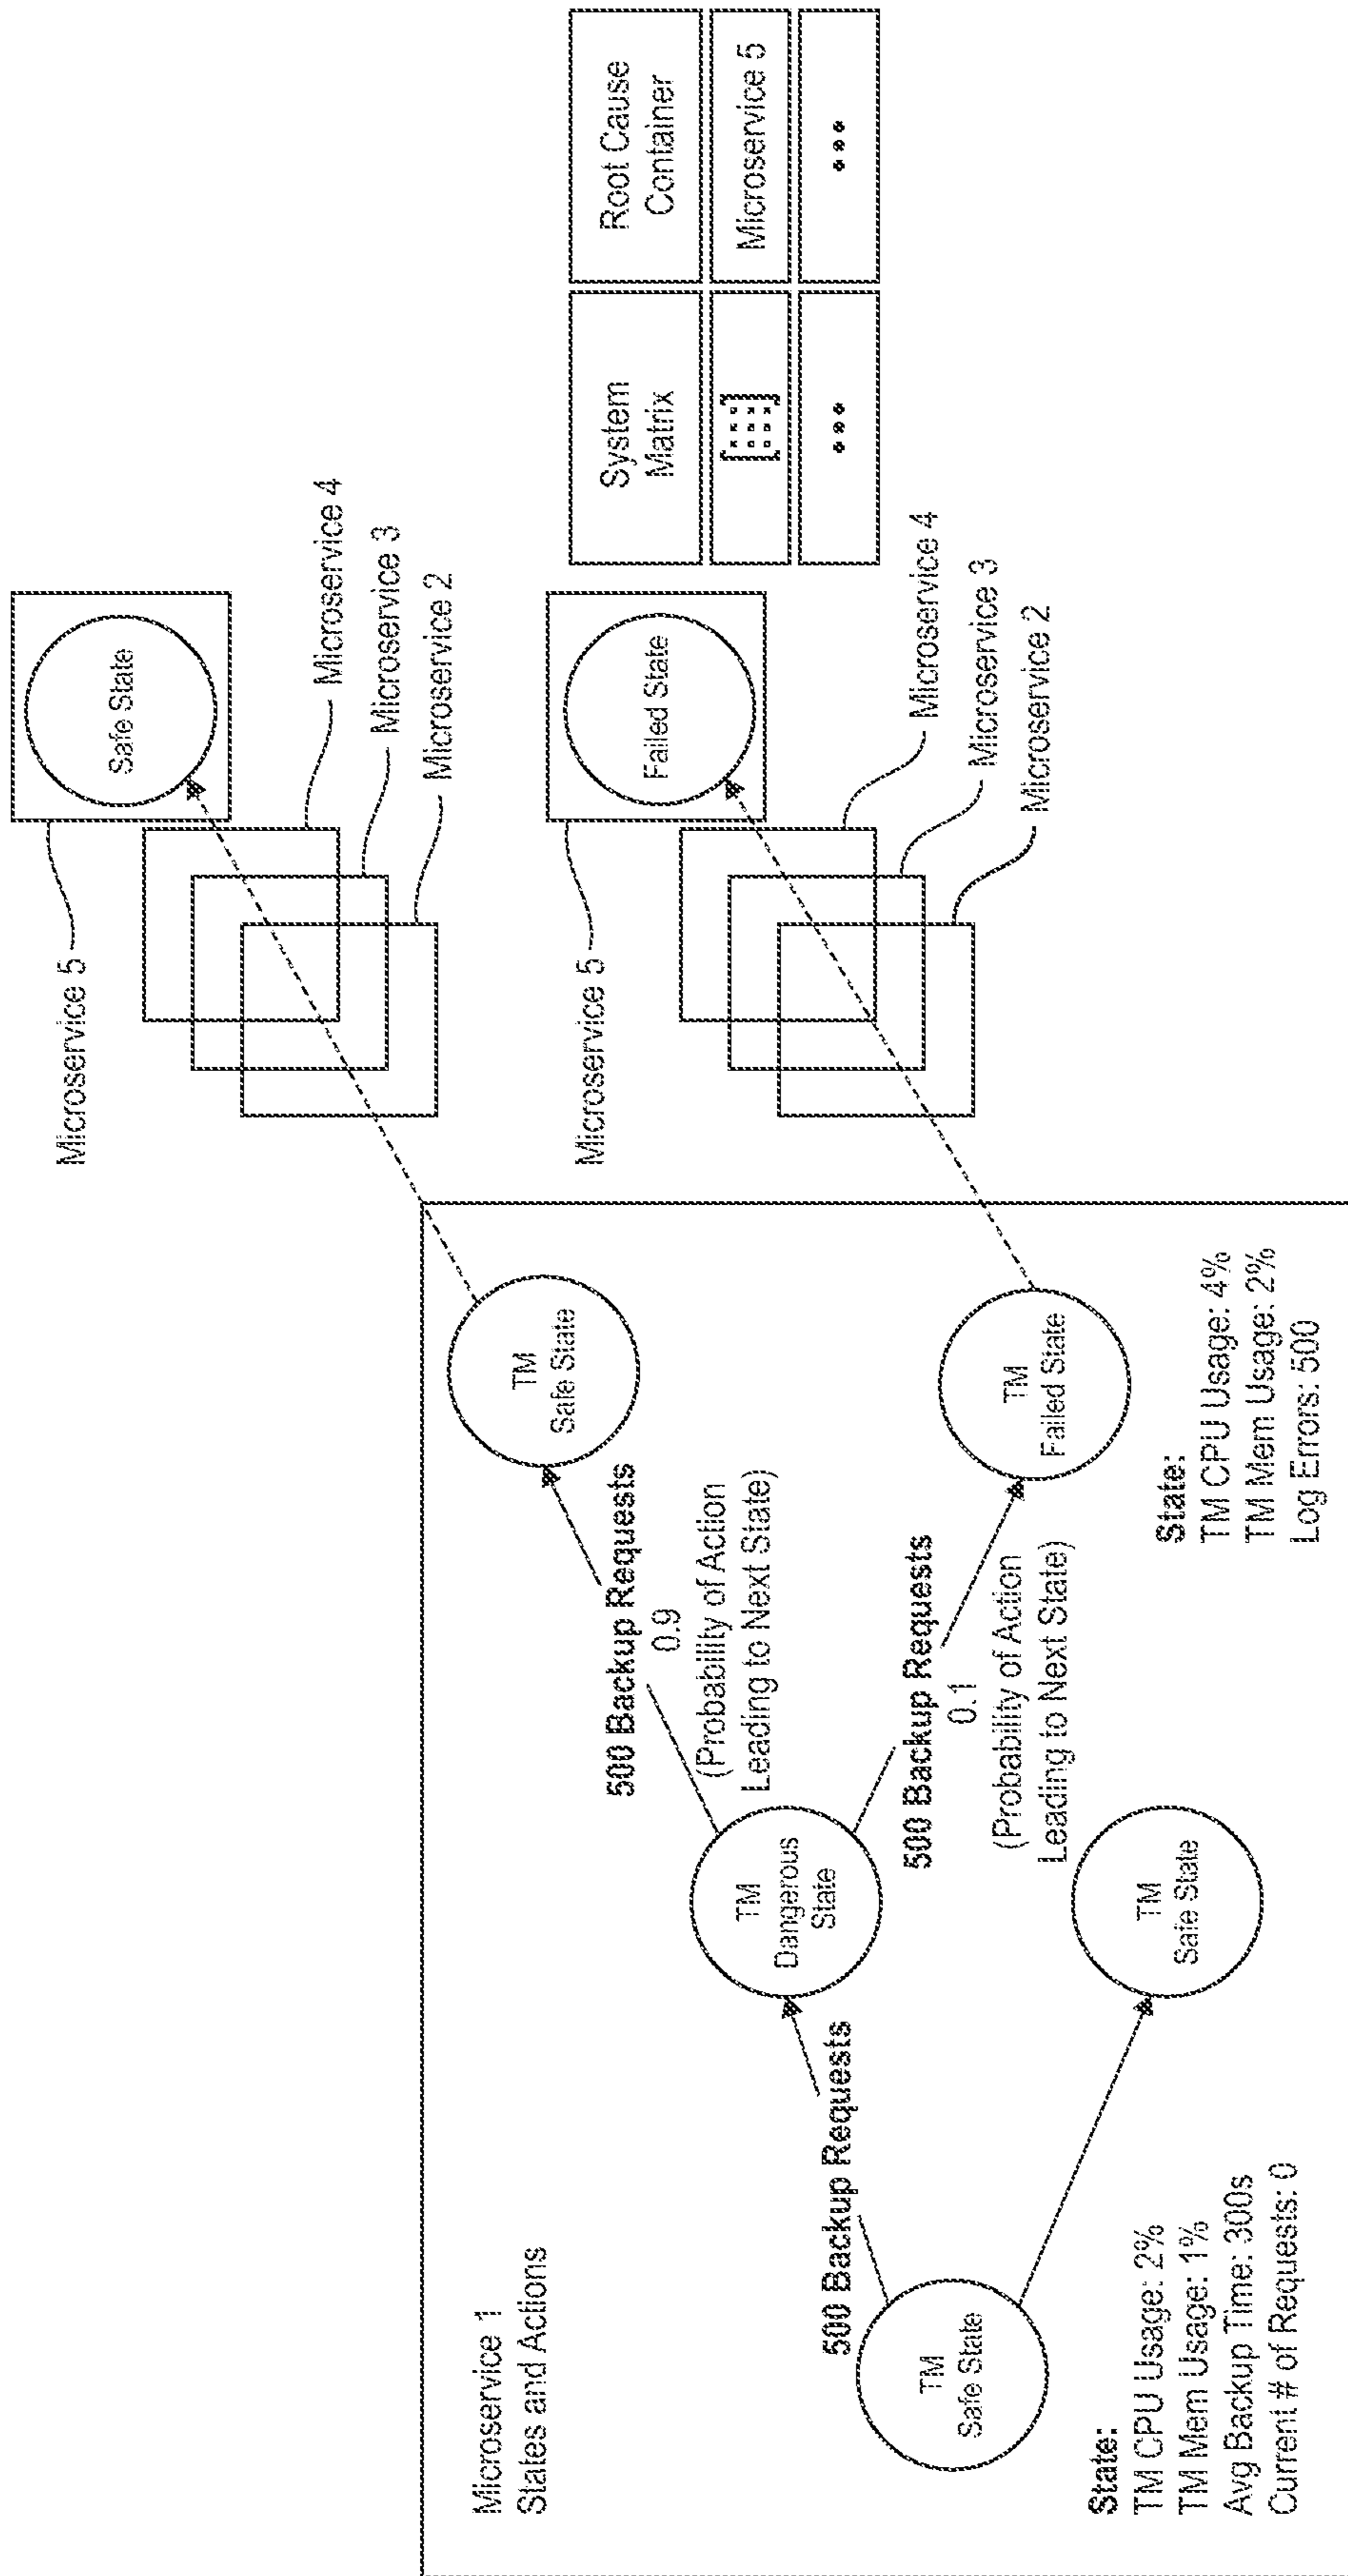 Microservice 1
States and Actions
TM
Safe State
State:
TM CPU Usage: 2%
TM Mem Usage: 1%
Avg Backup Time: 300s
Current # of Requests: 0
500 Backup Requests
TM
Dangerous
State
TM
Safe State
500 Backup Requests
0.9
(Probability of Action
Leading to Next State)
500 Backup Requests
0.1
(Probability of Action
Leading to Next State)
TM
Safe State
TM
Failed State
State:
TM CPU Usage: 4%
TM Mem Usage: 2%
Log Errors: 500
Microservice 5
Safe State
Microservice 4
Microservice 3
Microservice 2
Microservice 5
Failed State
Microservice 4
Microservice 3
Microservice 2
System
Matrix
Root Cause
Container
Microservice 5
•••
•••